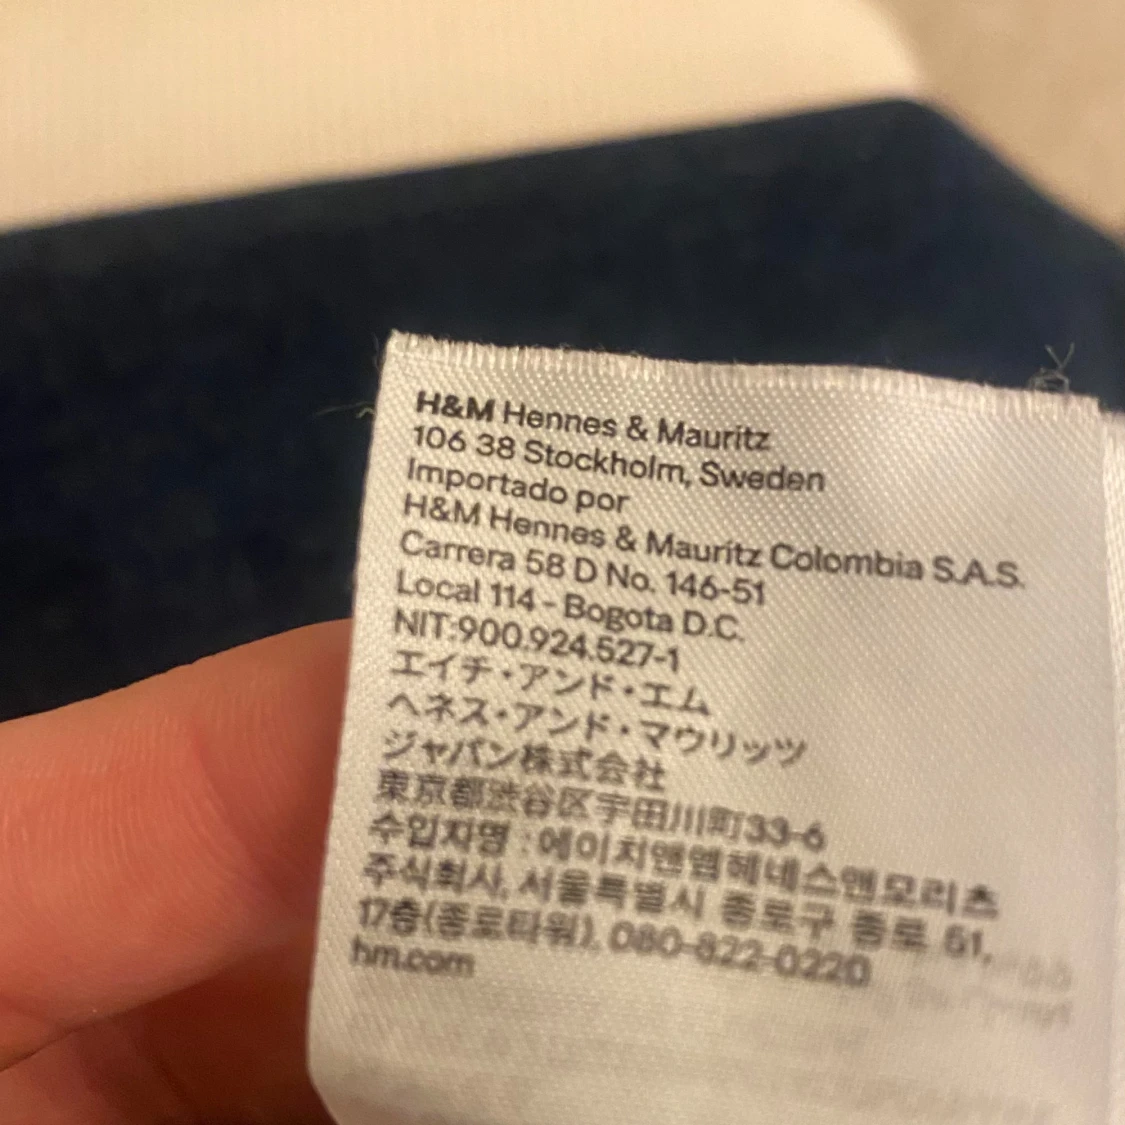 H&M Hennes & Mauritz
106 38 Stockholm, Sweden
Importado por
H&M Hennes & Mauritz Colombia S.A.S.
Carrera 58 D No. 146-51
Local 114 - Bogota D.C.
NIT:900.924.527-1
エイチ・アンド・エム
ヘネス・アンド・マウリッツ
ジャパン株式会社
東京都渋谷区宇田川町33-6
수입자명 : 에이치앤엠헤네스앤모리츠
주식회사, 서울특별시 종로구 종로 51,
17층(종로타워), 080-822-0220
hm.com